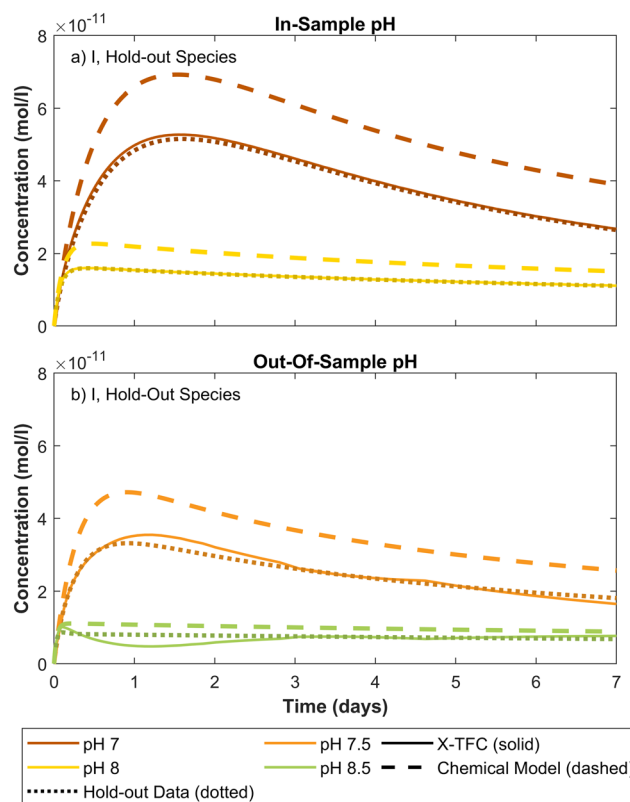 In-Sample pH
×10⁻¹¹
a) I, Hold-out Species
Concentration (mol/l)
8
6
4
2
0
Out-Of-Sample pH
×10⁻¹¹
b) I, Hold-Out Species
Concentration (mol/l)
8
6
4
2
0
0 1 2 3 4 5 6 7
Time (days)
pH 7 pH 7.5 X-TFC (solid)
pH 8 pH 8.5 Chemical Model (dashed)
Hold-out Data (dotted)